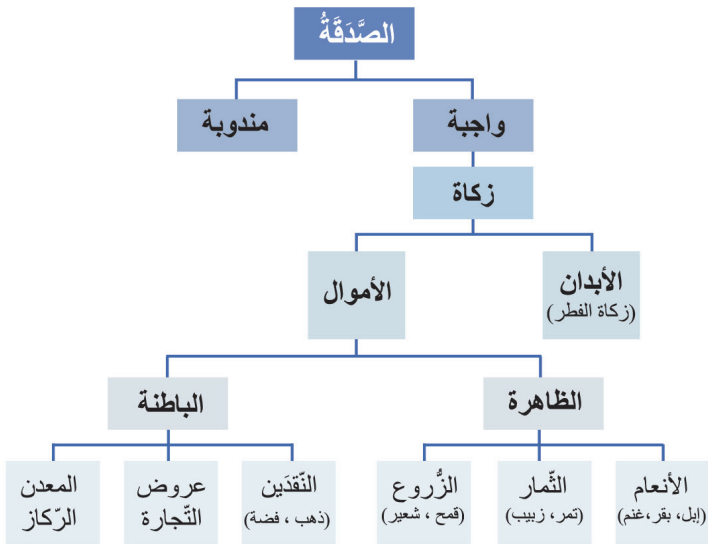 الصَّدَقَةُ
واجبة
مندوبة
زكاة
الأبدان
(زكاة الفطر)
الأموال
الظاهرة
الباطنة
الأنعام
(إبل، بقر،غنم)
الثّمار
(تمر، زبيب)
الزُّروع
(قمح ، شعير)
النّقدَين
(ذهب ، فضة)
عروض
التّجارة
المعدن
الرّكاز